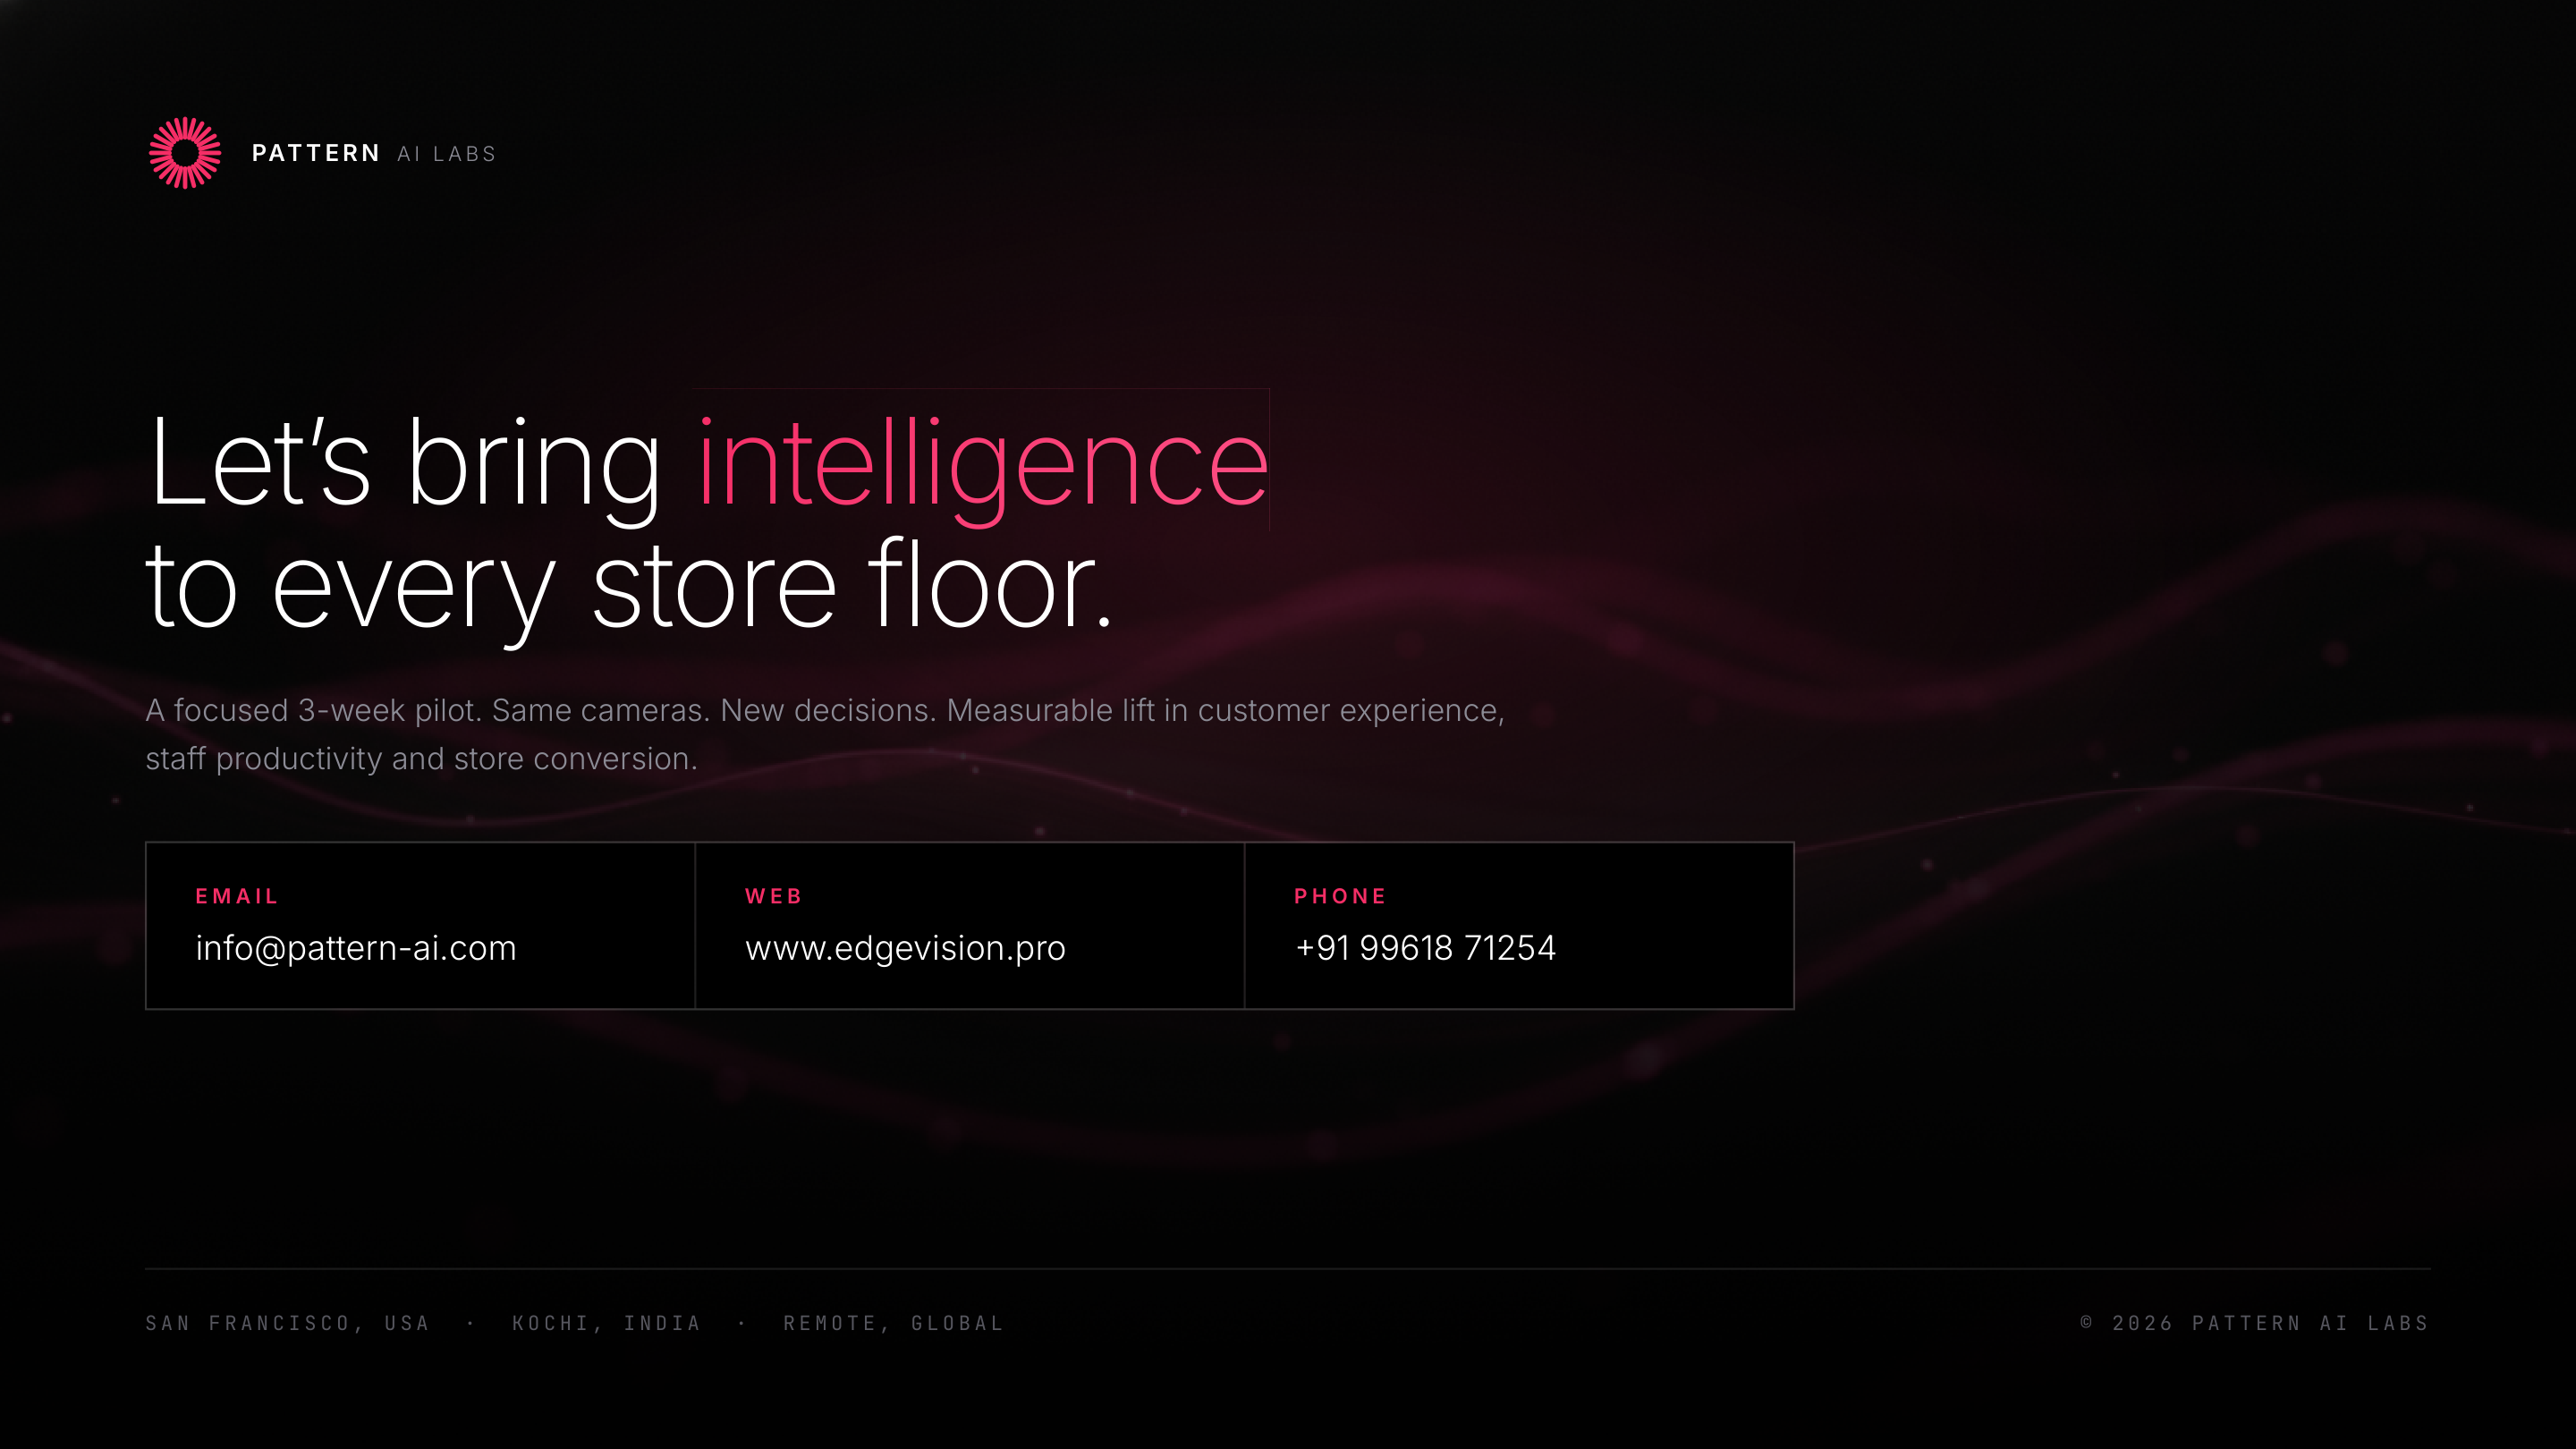 PATTERN AI LABS
Let’s bring intelligence
to every store floor.
A focused 3-week pilot. Same cameras. New decisions. Measurable lift in customer experience,
staff productivity and store conversion.
EMAIL
info@pattern-ai.com
WEB
www.edgevision.pro
PHONE
+91 99618 71254
SAN FRANCISCO, USA · KOCHI, INDIA · REMOTE, GLOBAL
© 2026 PATTERN AI LABS